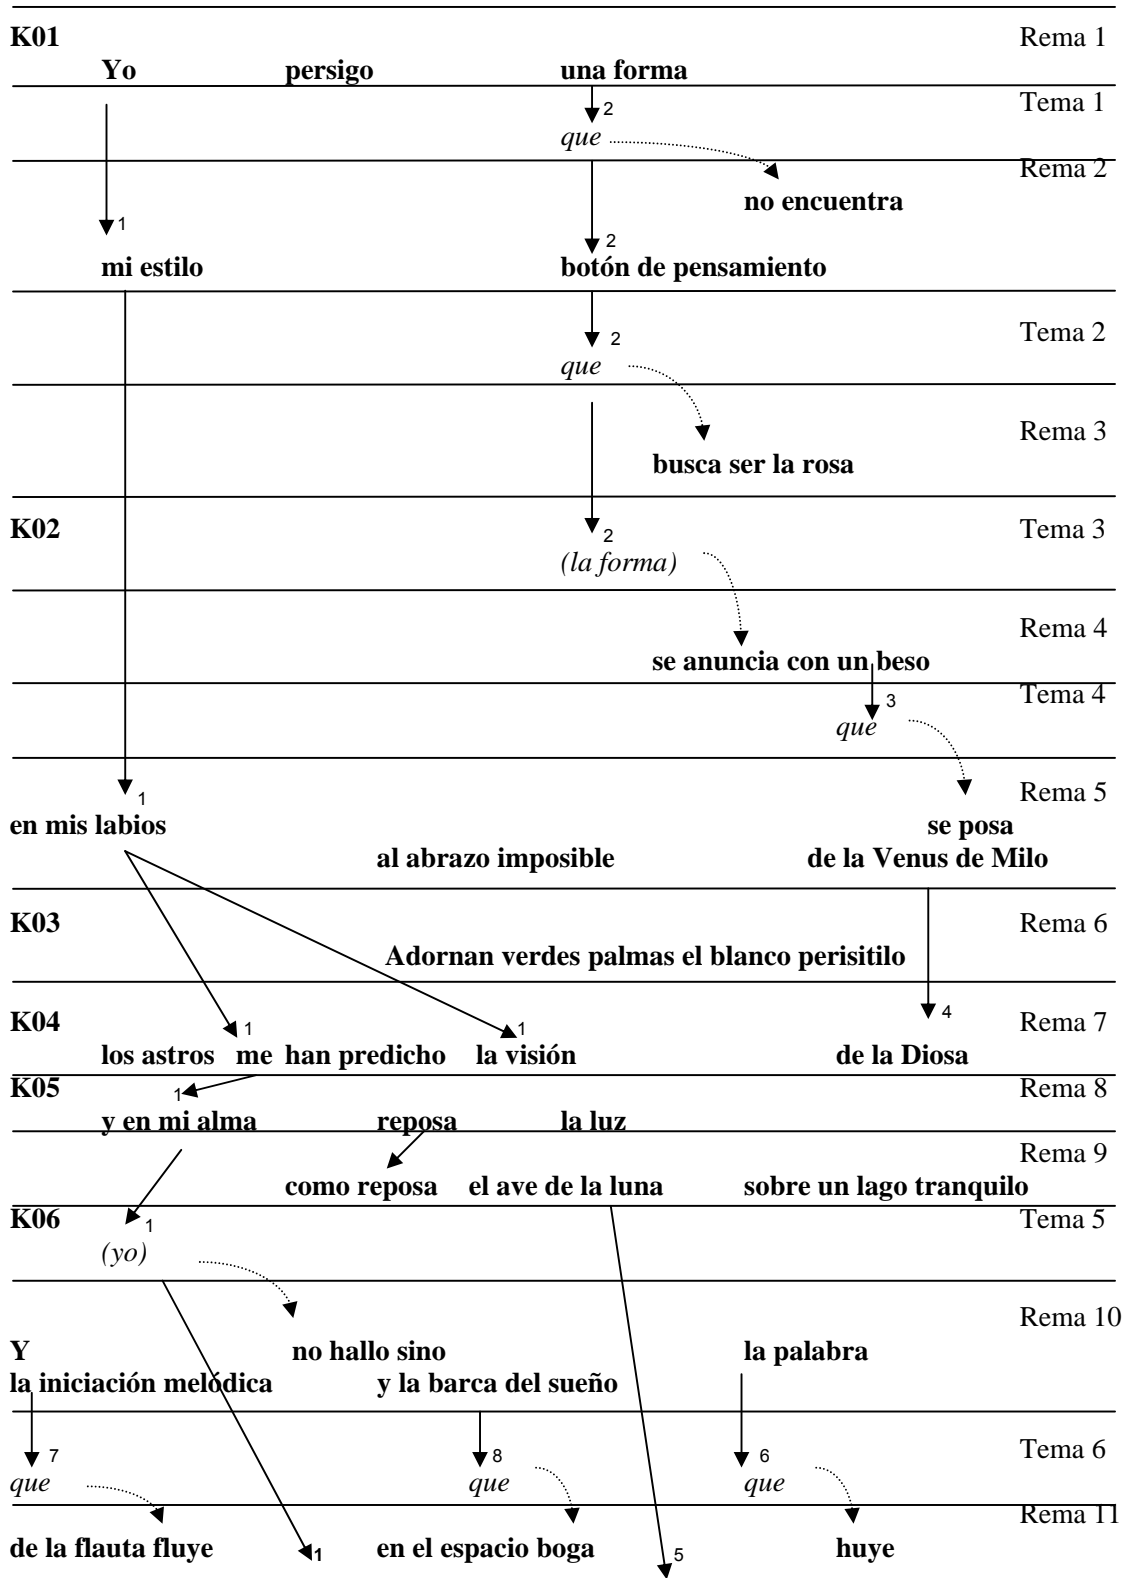 K01 Rema 1
Yo persigo una forma
Tema 1
2
que
Rema 2
no encuentra
1 2
mi estilo botón de pensamiento
Tema 2
2
que
Rema 3
busca ser la rosa
K02 Tema 3
2
(la forma)
Rema 4
se anuncia con un beso
Tema 4
3
que
Rema 5
1
en mis labios se posa
al abrazo imposible de la Venus de Milo
K03 Rema 6
Adornan verdes palmas el blanco perisitilo
K04 Rema 7
1 1 4
los astros me han predicho la visión de la Diosa
K05 Rema 8
1
y en mi alma reposa la luz
Rema 9
como reposa el ave de la luna sobre un lago tranquilo
K06 Tema 5
1
(yo)
Rema 10
Y no hallo sino la palabra
la iniciación melódica y la barca del sueño
Tema 6
7 8 6
que que que
Rema 11
de la flauta fluye 1 en el espacio boga 5 huye